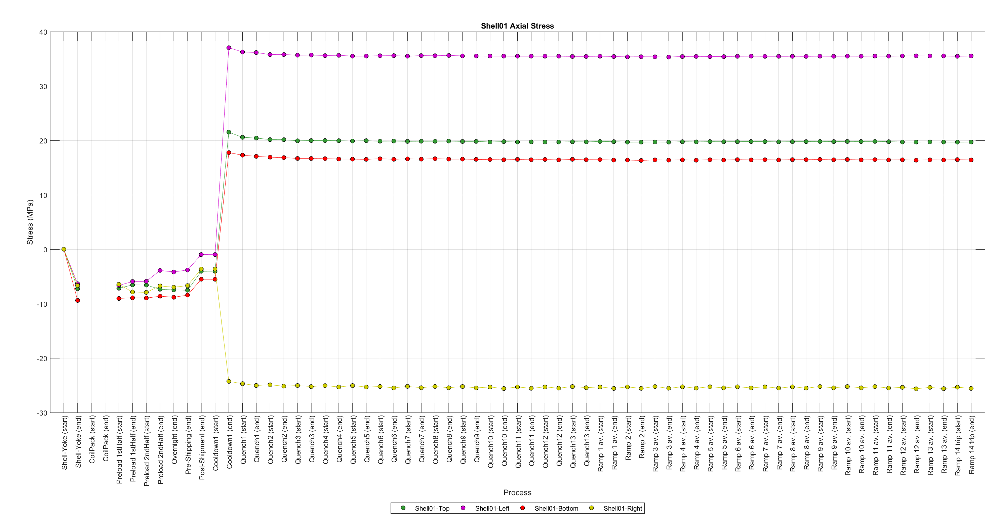 Shell01 Axial Stress
40
30
20
10
0
-10
-20
-30
Stress (MPa)
Shell-Yoke (start)
Shell-Yoke (end)
CoilPack (start)
CoilPack (end)
Preload 1stHalf (start)
Preload 1stHalf (end)
Preload 2ndHalf (start)
Preload 2ndHalf (end)
Overnight (end)
Pre-Shipping (end)
Post-Shipment (end)
Cooldown1 (start)
Cooldown1 (end)
Quench1 (start)
Quench1 (end)
Quench2 (start)
Quench2 (end)
Quench3 (start)
Quench3 (end)
Quench4 (start)
Quench4 (end)
Quench5 (start)
Quench5 (end)
Quench6 (start)
Quench6 (end)
Quench7 (start)
Quench7 (end)
Quench8 (start)
Quench8 (end)
Quench9 (start)
Quench9 (end)
Quench10 (start)
Quench10 (end)
Quench11 (start)
Quench11 (end)
Quench12 (start)
Quench12 (end)
Quench13 (start)
Quench13 (end)
Ramp 1 av. (start)
Ramp 1 av. (end)
Ramp 2 (start)
Ramp 2 (end)
Ramp 3 av. (start)
Ramp 3 av. (end)
Ramp 4 av. (start)
Ramp 4 av. (end)
Ramp 5 av. (start)
Ramp 5 av. (end)
Ramp 6 av. (start)
Ramp 6 av. (end)
Ramp 7 av. (start)
Ramp 7 av. (end)
Ramp 8 av. (start)
Ramp 8 av. (end)
Ramp 9 av. (start)
Ramp 9 av. (end)
Ramp 10 av. (start)
Ramp 10 av. (end)
Ramp 11 av. (start)
Ramp 11 av. (end)
Ramp 12 av. (start)
Ramp 12 av. (end)
Ramp 13 av. (start)
Ramp 13 av. (end)
Ramp 14 trip (start)
Ramp 14 trip (end)
Process
Shell01-Top Shell01-Left Shell01-Bottom Shell01-Right